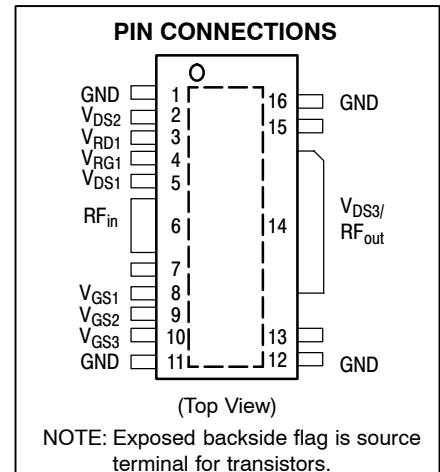 PIN CONNECTIONS
GND 1 16 GND
VDS2 2 15
VRD1 3
VRG1 4
VDS1 5
RFin 6 14 VDS3/
RFout
7
VGS1 8
VGS2 9
VGS3 10 13
GND 11 12 GND
(Top View)
NOTE: Exposed backside flag is source
terminal for transistors.